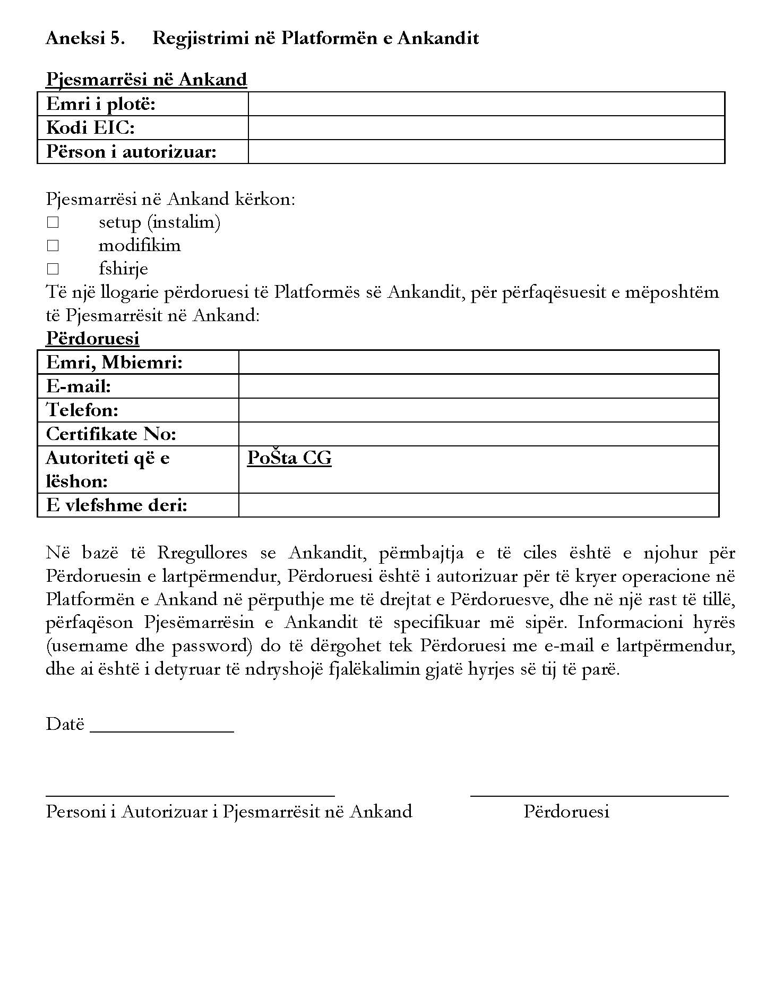 Aneksi 5. Regjistrimi në Platformën e Ankandit
Pjesmarrësi në Ankand
Emri i plotë:
Kodi EIC:
Përson i autorizuar:
Pjesmarrësi në Ankand kërkon:
□ setup (instalim)
□ modifikim
□ fshirje
Të një llogarie përdoruesi të Platformës së Ankandit, për përfaqësuesit e mëposhtëm
të Pjesmarrësit në Ankand:
Përdoruesi
Emri, Mbiemri:
E-mail:
Telefon:
Certifikate No:
Autoriteti që e PoŠta CG
lëshon:
E vlefshme deri:
Në bazë të Rregullores se Ankandit, përmbajtja e të ciles është e njohur për
Përdoruesin e lartpërmendur, Përdoruesi është i autorizuar për të kryer operacione në
Platformën e Ankand në përputhje me të drejtat e Përdoruesve, dhe në një rast të tillë,
përfaqëson Pjesëmarrësin e Ankandit të specifikuar më sipër. Informacioni hyrës
(username dhe password) do të dërgohet tek Përdoruesi me e-mail e lartpërmendur,
dhe ai është i detyruar të ndryshojë fjalëkalimin gjatë hyrjes së tij të parë.
Datë _______________
Personi i Autorizuar i Pjesmarrësit në Ankand Përdoruesi